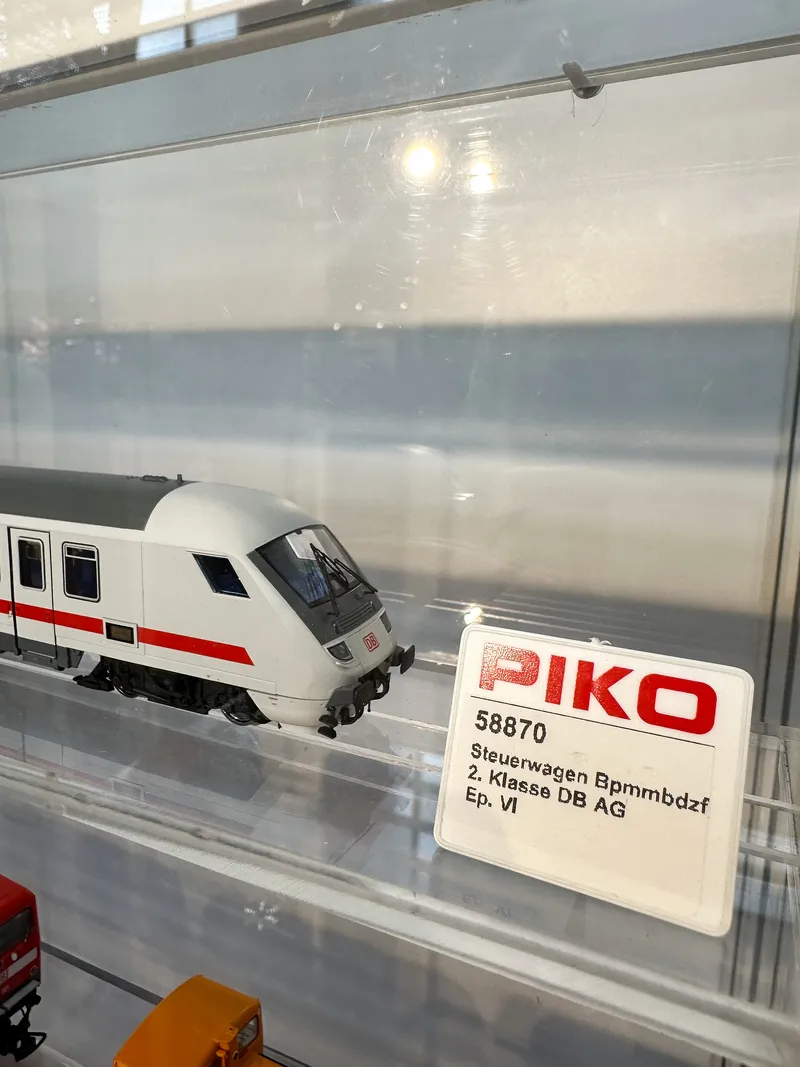 DB
PIKO
58870
Steuerwagen Bpmmbdzf
2. Klasse DB AG
Ep. VI